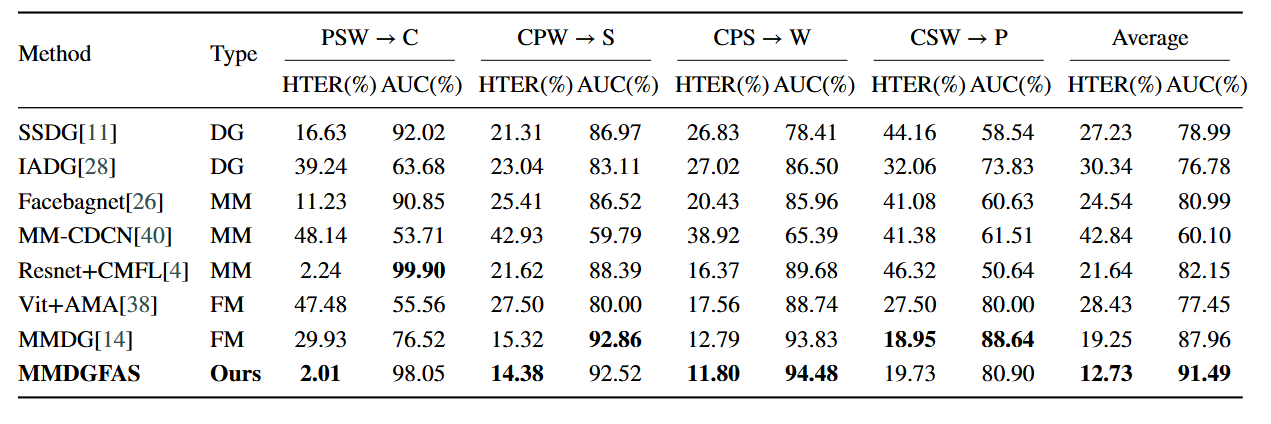 Method Type PSW → C CPW → S CPS → W CSW → P Average
HTER(%) AUC(%) HTER(%) AUC(%) HTER(%) AUC(%) HTER(%) AUC(%) HTER(%) AUC(%)
SSDG[11] DG 16.63 92.02 21.31 86.97 26.83 78.41 44.16 58.54 27.23 78.99
IADG[28] DG 39.24 63.68 23.04 83.11 27.02 86.50 32.06 73.83 30.34 76.78
Facebagnet[26] MM 11.23 90.85 25.41 86.52 20.43 85.96 41.08 60.63 24.54 80.99
MM-CDCN[40] MM 48.14 53.71 42.93 59.79 38.92 65.39 41.38 61.51 42.84 60.10
Resnet+CMFL[4] MM 2.24 99.90 21.62 88.39 16.37 89.68 46.32 50.64 21.64 82.15
Vit+AMA[38] FM 47.48 55.56 27.50 80.00 17.56 88.74 27.50 80.00 28.43 77.45
MMDG[14] FM 29.93 76.52 15.32 92.86 12.79 93.83 18.95 88.64 19.25 87.96
MMDGFAS Ours 2.01 98.05 14.38 92.52 11.80 94.48 19.73 80.90 12.73 91.49